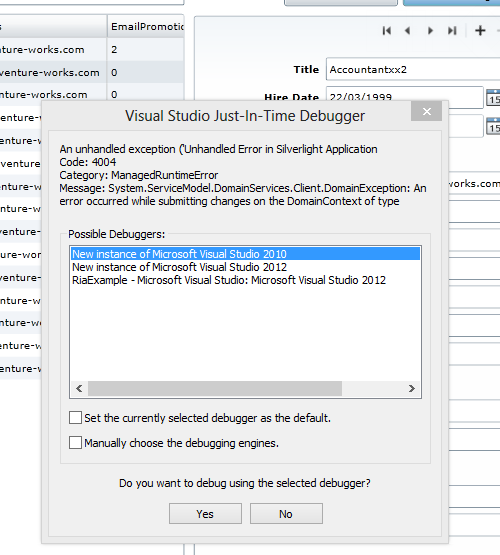 s EmailPromotio
nture-works.com 2
venture-works.com 0
venture-works.com 0
Title Accountantxx2
Hire Date 22/03/1999
15
15
Visual Studio Just-In-Time Debugger
An unhandled exception ('Unhandled Error in Silverlight Application
Code: 4004
Category: ManagedRuntimeError
Message: System.ServiceModel.DomainServices.Client.DomainException: An
error occurred while submitting changes on the DomainContext of type
works.com
Possible Debuggers:
New instance of Microsoft Visual Studio 2010
New instance of Microsoft Visual Studio 2012
RiaExample - Microsoft Visual Studio: Microsoft Visual Studio 2012
Set the currently selected debugger as the default.
Manually choose the debugging engines.
Do you want to debug using the selected debugger?
Yes No